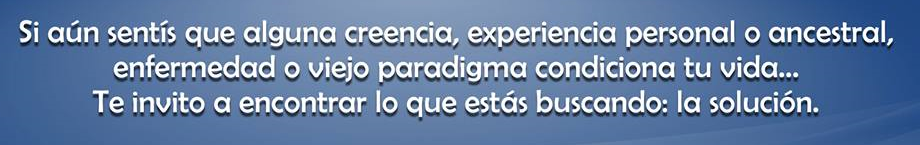 Si aún sentís que alguna creencia, experiencia personal o ancestral,
enfermedad o viejo paradigma condiciona tu vida...
Te invito a encontrar lo que estás buscando: la solución.